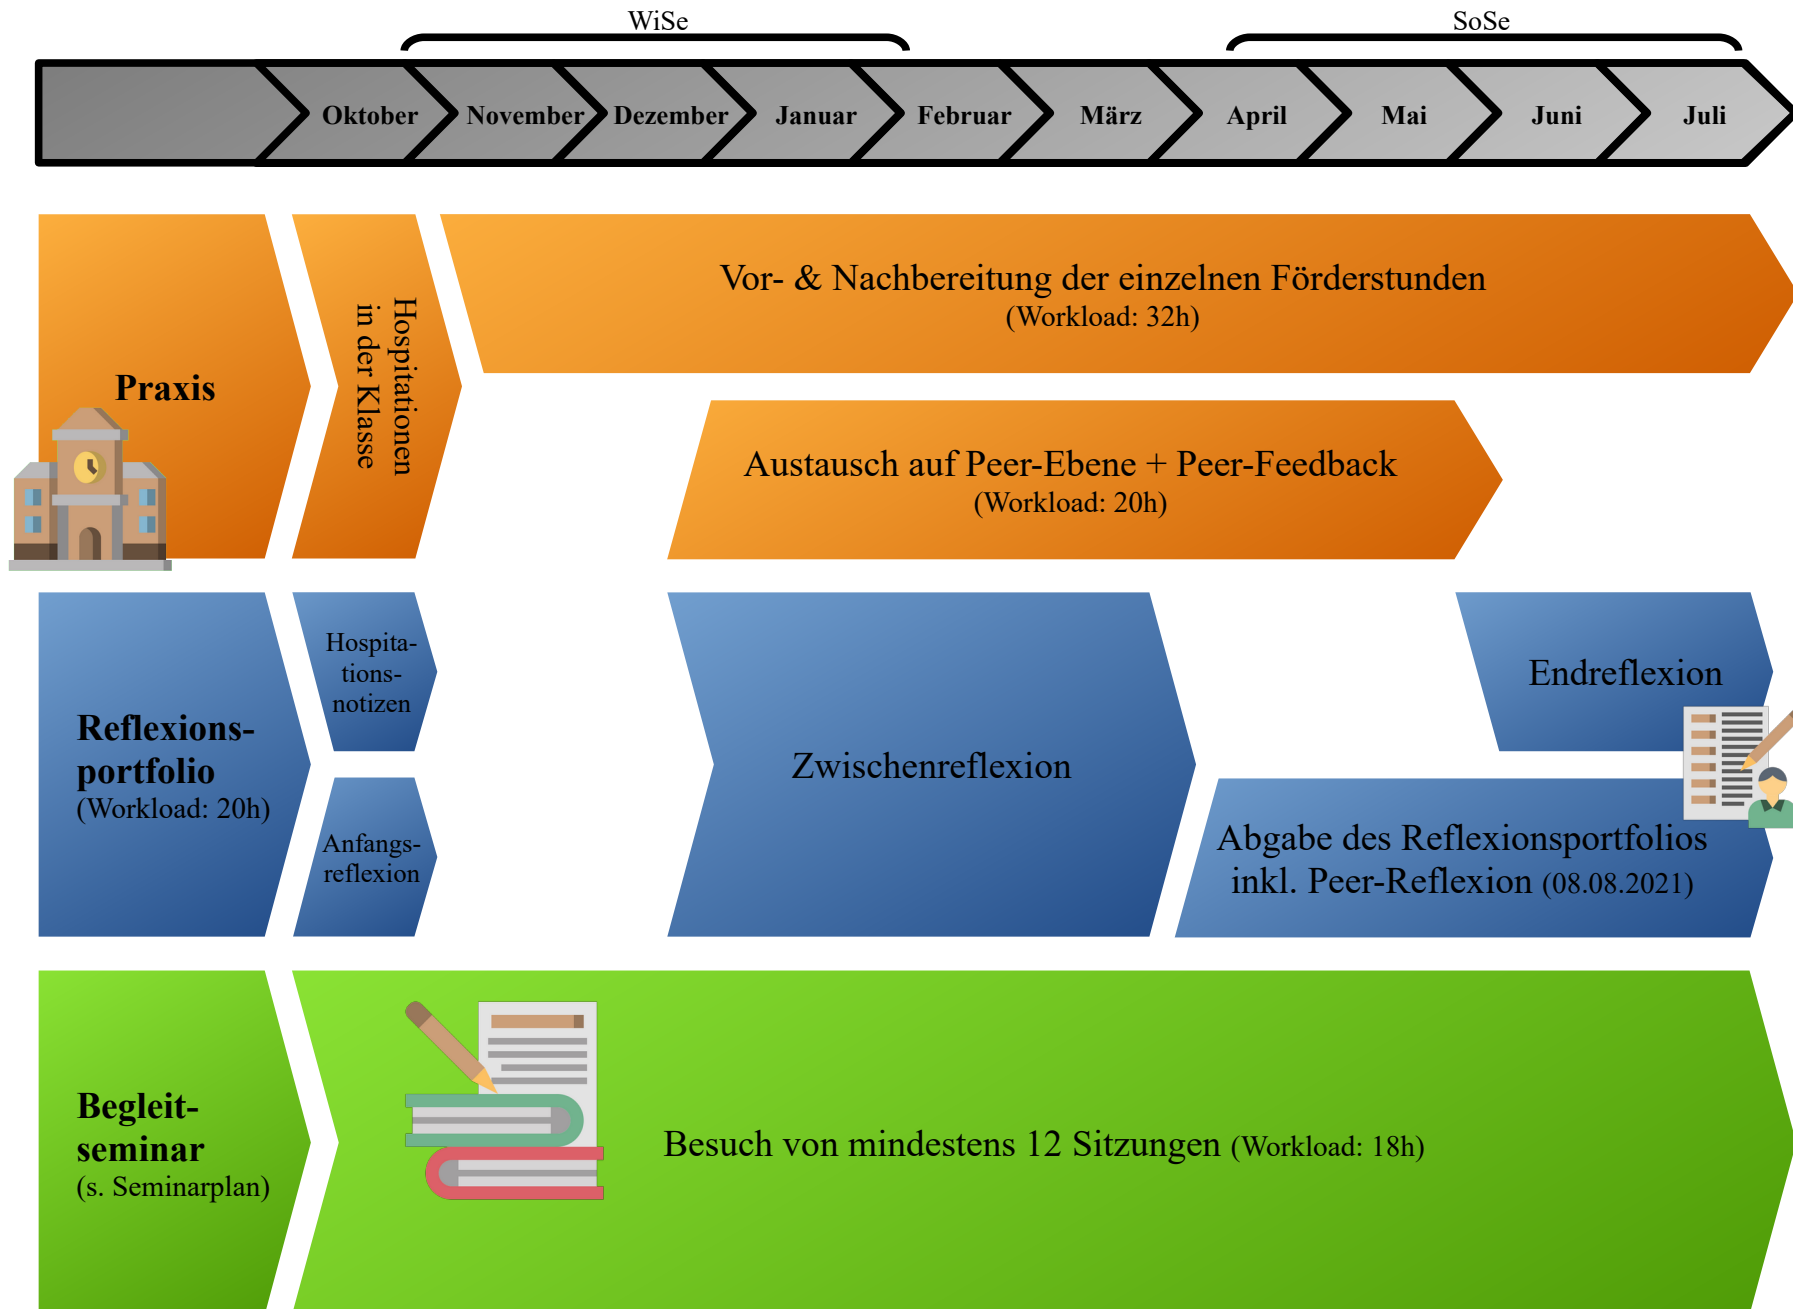 WiSe
SoSe
Oktober
November
Dezember
Januar
Februar
März
April
Mai
Juni
Juli
Praxis
Hospitationen
in der Klasse
Vor- & Nachbereitung der einzelnen Förderstunden
(Workload: 32h)
Austausch auf Peer-Ebene + Peer-Feedback
(Workload: 20h)
Reflexions-
portfolio
(Workload: 20h)
Hospita-
tions-
notizen
Anfangs-
reflexion
Zwischenreflexion
Endreflexion
Abgabe des Reflexionsportfolios
inkl. Peer-Reflexion (08.08.2021)
Begleit-
seminar
(s. Seminarplan)
Besuch von mindestens 12 Sitzungen (Workload: 18h)